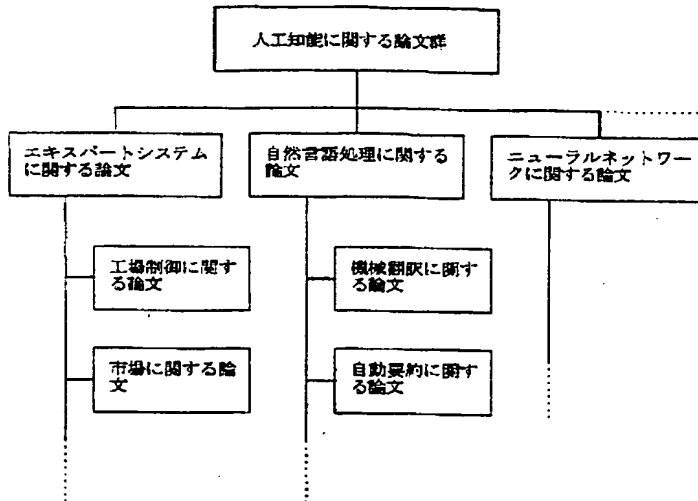 人工知能に関する論文群
エキスパートシステム
に関する論文
自然言語処理に関する
論文
ニューラルネットワー
クに関する論文
工場制御に関す
る論文
機械翻訳に関す
る論文
市場に関する論
文
自動要約に関す
る論文